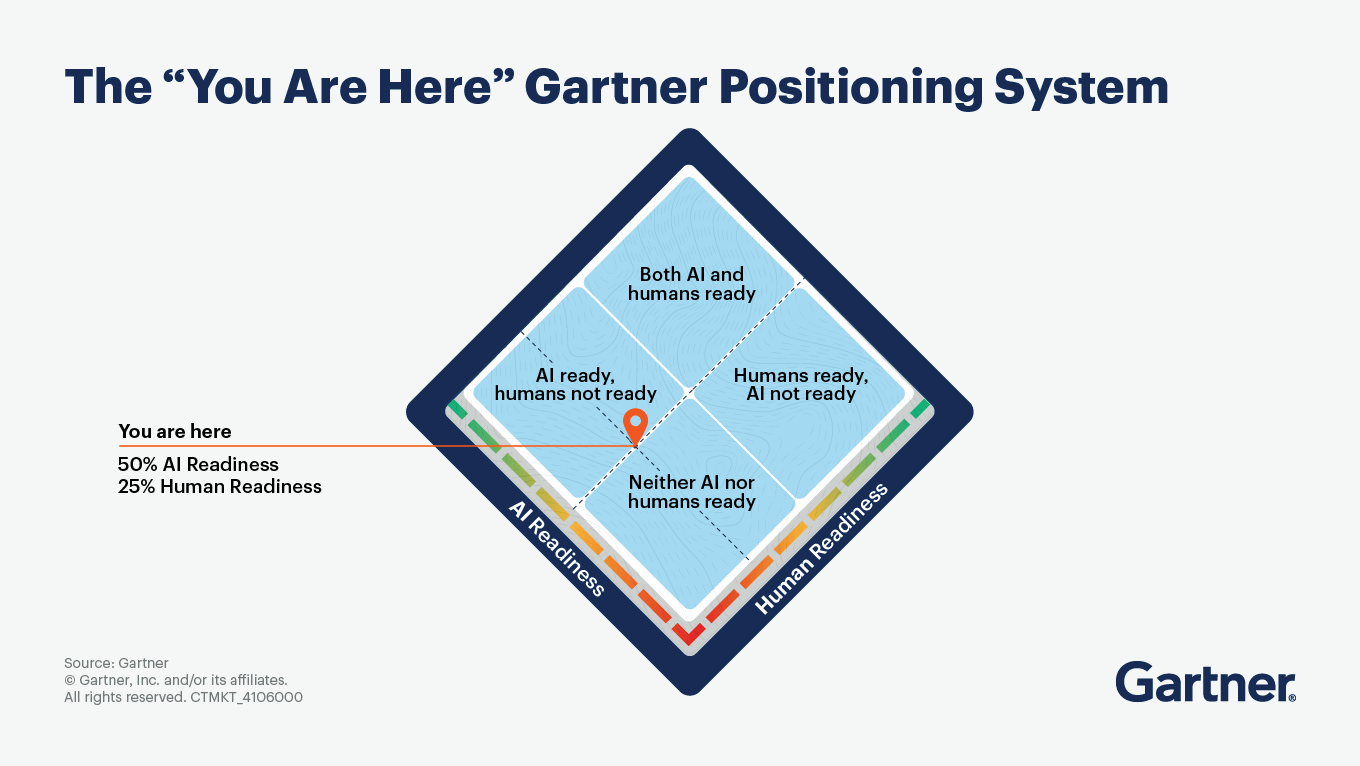 The “You Are Here” Gartner Positioning System
Both AI and
humans ready
AI ready,
humans not ready
Humans ready,
AI not ready
You are here
50% AI Readiness
25% Human Readiness
Neither AI nor
humans ready
AI Readiness
Human Readiness
Source: Gartner
© Gartner, Inc. and/or its affiliates.
All rights reserved. CTMKT_4106000
Gartner®